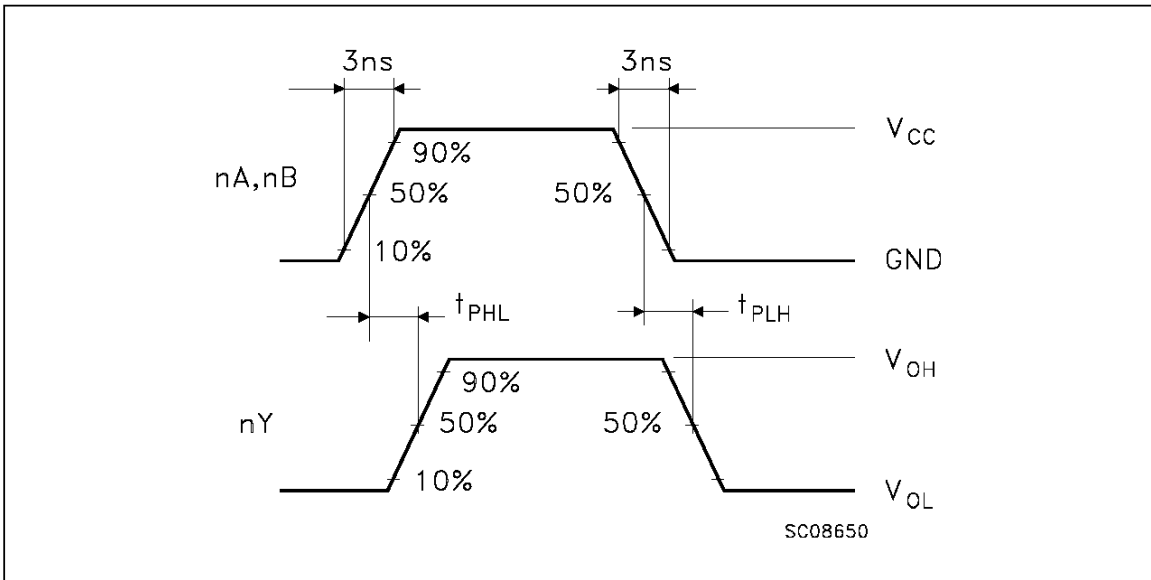 3ns 3ns
V_CC
90%
nA,nB 50% 50%
10%
GND
t_PHL t_PLH
V_OH
90%
nY 50% 50%
10%
V_OL
SC08650